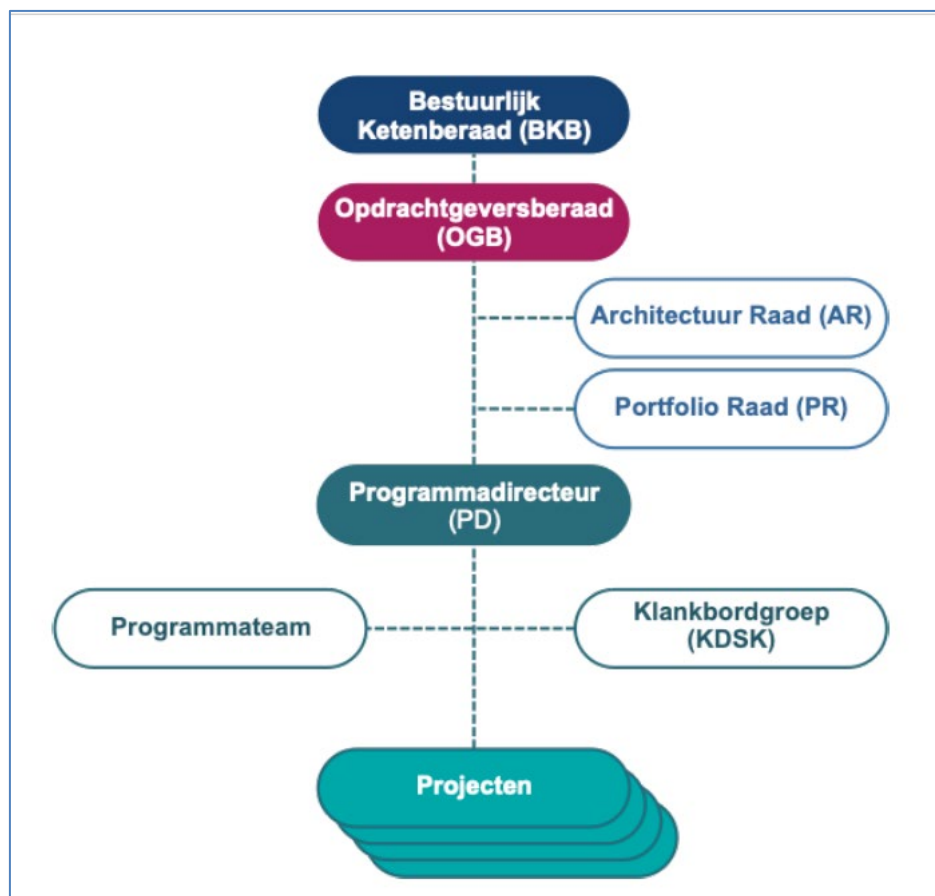 Bestuurlijk
Ketenberaad (BKB)
Opdrachtgeversberaad
(OGB)
Architectuur Raad (AR)
Portfolio Raad (PR)
Programmadirecteur
(PD)
Programmateam
Klankbordgroep
(KDSK)
Projecten